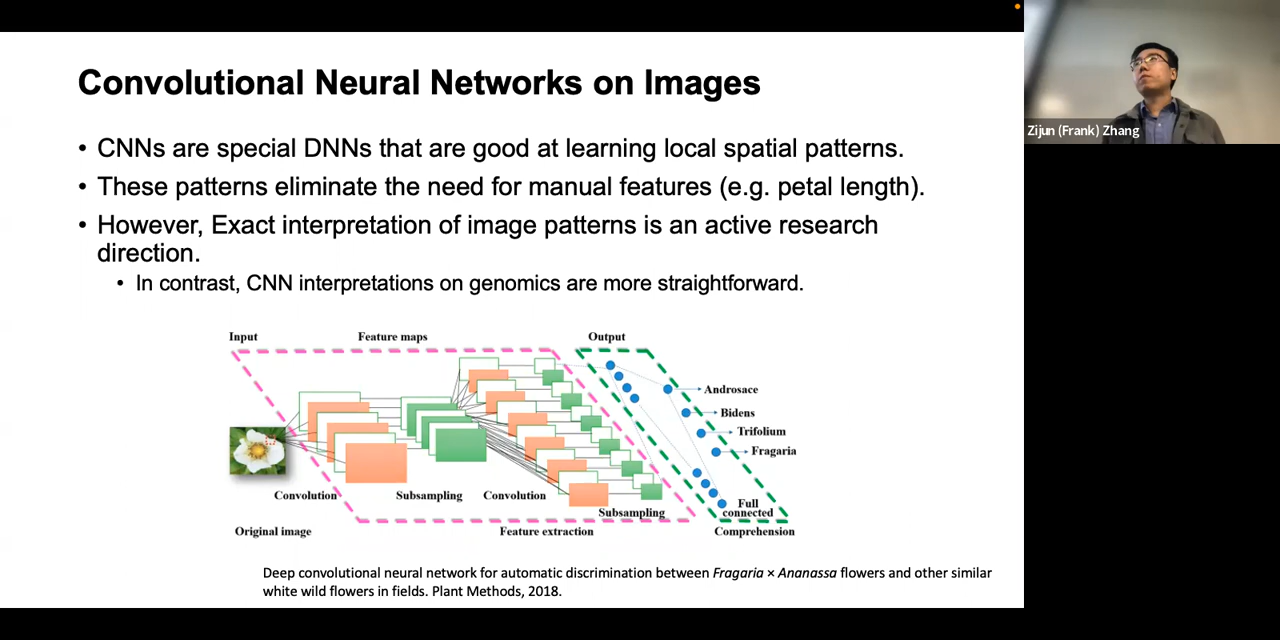 Convolutional Neural Networks on Images
• CNNs are special DNNs that are good at learning local spatial patterns.
• These patterns eliminate the need for manual features (e.g. petal length).
• However, Exact interpretation of image patterns is an active research
direction.
• In contrast, CNN interpretations on genomics are more straightforward.
Input
Feature maps
Output
Androsace
Bidens
Trifolium
Fragaria
Convolution
Subsampling
Convolution
Subsampling
Full
connected
Original image
Feature extraction
Comprehension
Deep convolutional neural network for automatic discrimination between Fragaria × Ananassa flowers and other similar
white wild flowers in fields. Plant Methods, 2018.
Zijun (Frank) Zhang